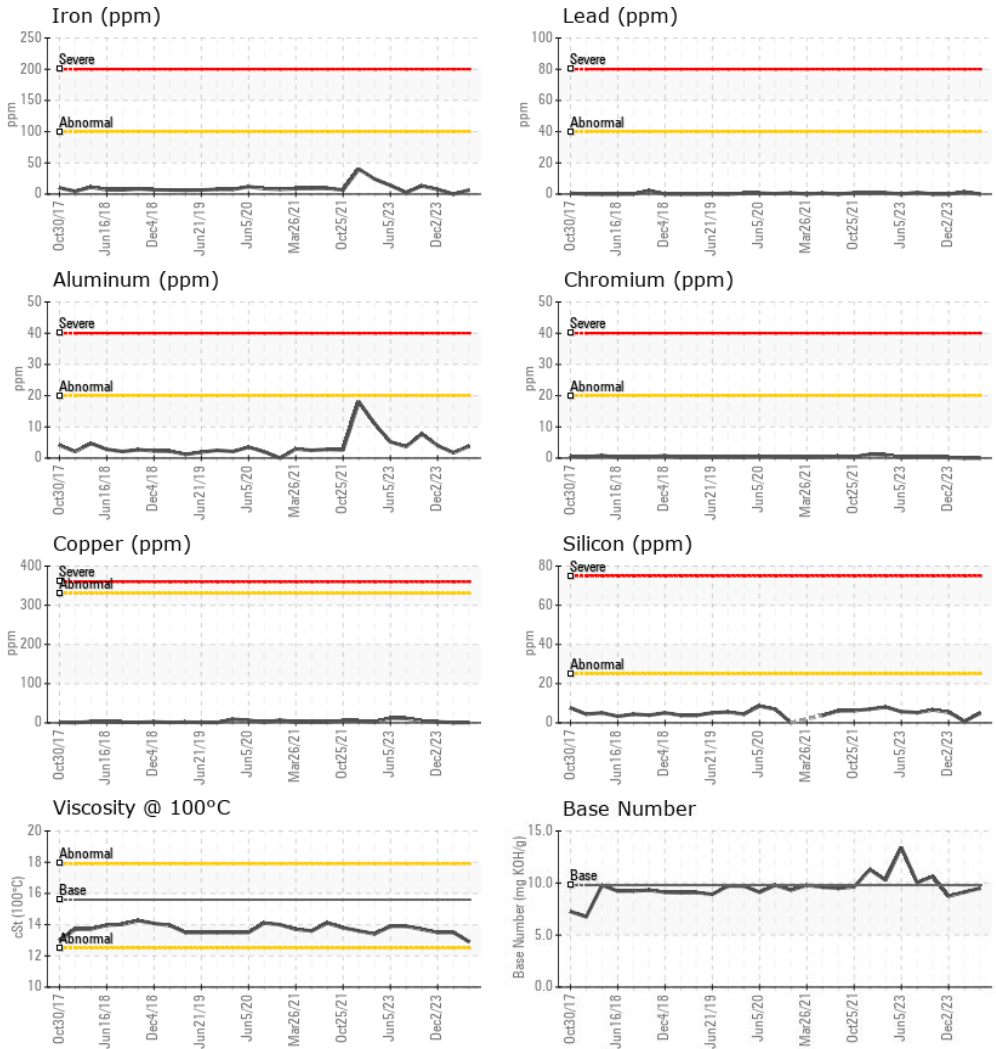 Iron (ppm)
250
200
150
100
50
0
ppm
Severe
Abnormal
Oct30/17
Jun16/18
Dec4/18
Jun21/19
Jun5/20
Mar26/21
Oct25/21
Jun5/23
Dec2/23
Lead (ppm)
100
80
60
40
20
0
ppm
Severe
Abnormal
Oct30/17
Jun16/18
Dec4/18
Jun21/19
Jun5/20
Mar26/21
Oct25/21
Jun5/23
Dec2/23
Aluminum (ppm)
50
40
30
20
10
0
ppm
Severe
Abnormal
Oct30/17
Jun16/18
Dec4/18
Jun21/19
Jun5/20
Mar26/21
Oct25/21
Jun5/23
Dec2/23
Chromium (ppm)
50
40
30
20
10
0
ppm
Severe
Abnormal
Oct30/17
Jun16/18
Dec4/18
Jun21/19
Jun5/20
Mar26/21
Oct25/21
Jun5/23
Dec2/23
Copper (ppm)
400
300
200
100
0
ppm
Severe
Abnormal
Oct30/17
Jun16/18
Dec4/18
Jun21/19
Jun5/20
Mar26/21
Oct25/21
Jun5/23
Dec2/23
Silicon (ppm)
80
60
40
20
0
ppm
Severe
Abnormal
Oct30/17
Jun16/18
Dec4/18
Jun21/19
Jun5/20
Mar26/21
Oct25/21
Jun5/23
Dec2/23
Viscosity @ 100°C
20
18
16
14
12
10
cSt (100°C)
Abnormal
Base
Abnormal
Oct30/17
Jun16/18
Dec4/18
Jun21/19
Jun5/20
Mar26/21
Oct25/21
Jun5/23
Dec2/23
Base Number
15.0
10.0
5.0
0.0
Base Number (mg KOH/g)
Base
Oct30/17
Jun16/18
Dec4/18
Jun21/19
Jun5/20
Mar26/21
Oct25/21
Jun5/23
Dec2/23